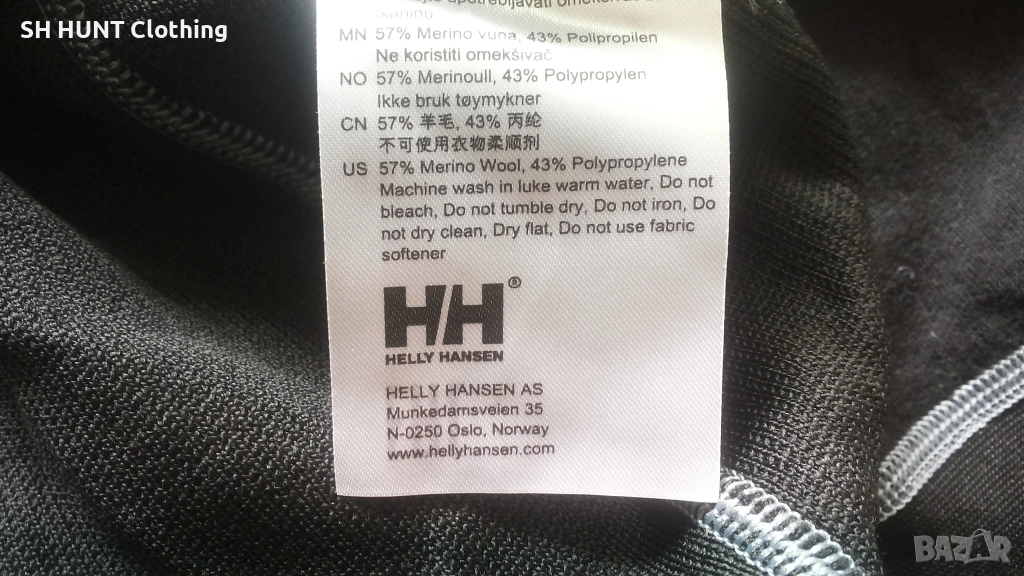 SH HUNT Clothing
upotrebljavati
tkaninu
MN 57% Merino vuna, 43% Polipropilen
Ne koristiti omekšivač
NO 57% Merinoull, 43% Polypropylen
Ikke bruk tøymykner
CN 57% 羊毛, 43% 丙纶
不可使用衣物柔顺剂
US 57% Merino Wool, 43% Polypropylene
Machine wash in luke warm water, Do not
bleach, Do not tumble dry, Do not iron, Do
not dry clean, Dry flat, Do not use fabric
softener
HH®
HELLY HANSEN
HELLY HANSEN AS
Munkedamsveien 35
N-0250 Oslo, Norway
www.hellyhansen.com
BAZAR